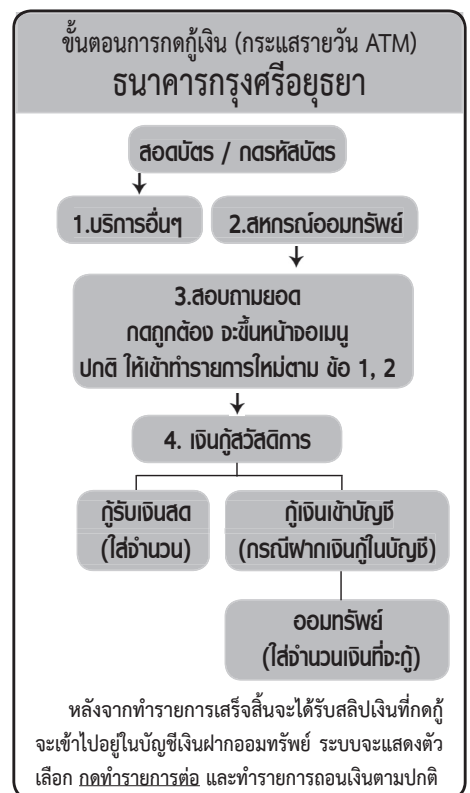 ขั้นตอนการกดกู้เงิน (กระแสรายวัน ATM)
ธนาคารกรุงศรีอยุธยา
สอดบัตร / กดรหัสบัตร
1.บริการอื่นๆ
2.สหกรณ์ออมทรัพย์
3.สอบถามยอด
กดถูกต้อง จะขึ้นหน้าจอเมนู
ปกติ ให้เข้าทำรายการใหม่ตาม ข้อ 1, 2
4. เงินกู้สวัสดิการ
กู้รับเงินสด
(ใส่จำนวน)
กู้เงินเข้าบัญชี
(กรณีฝากเงินกู้ในบัญชี)
ออมทรัพย์
(ใส่จำนวนเงินที่จะกู้)
หลังจากทำรายการเสร็จสิ้นจะได้รับสลิปเงินที่กดกู้
จะเข้าไปอยู่ในบัญชีเงินฝากออมทรัพย์ ระบบจะแสดงตัว
เลือก กดทำรายการต่อ และทำรายการถอนเงินตามปกติ